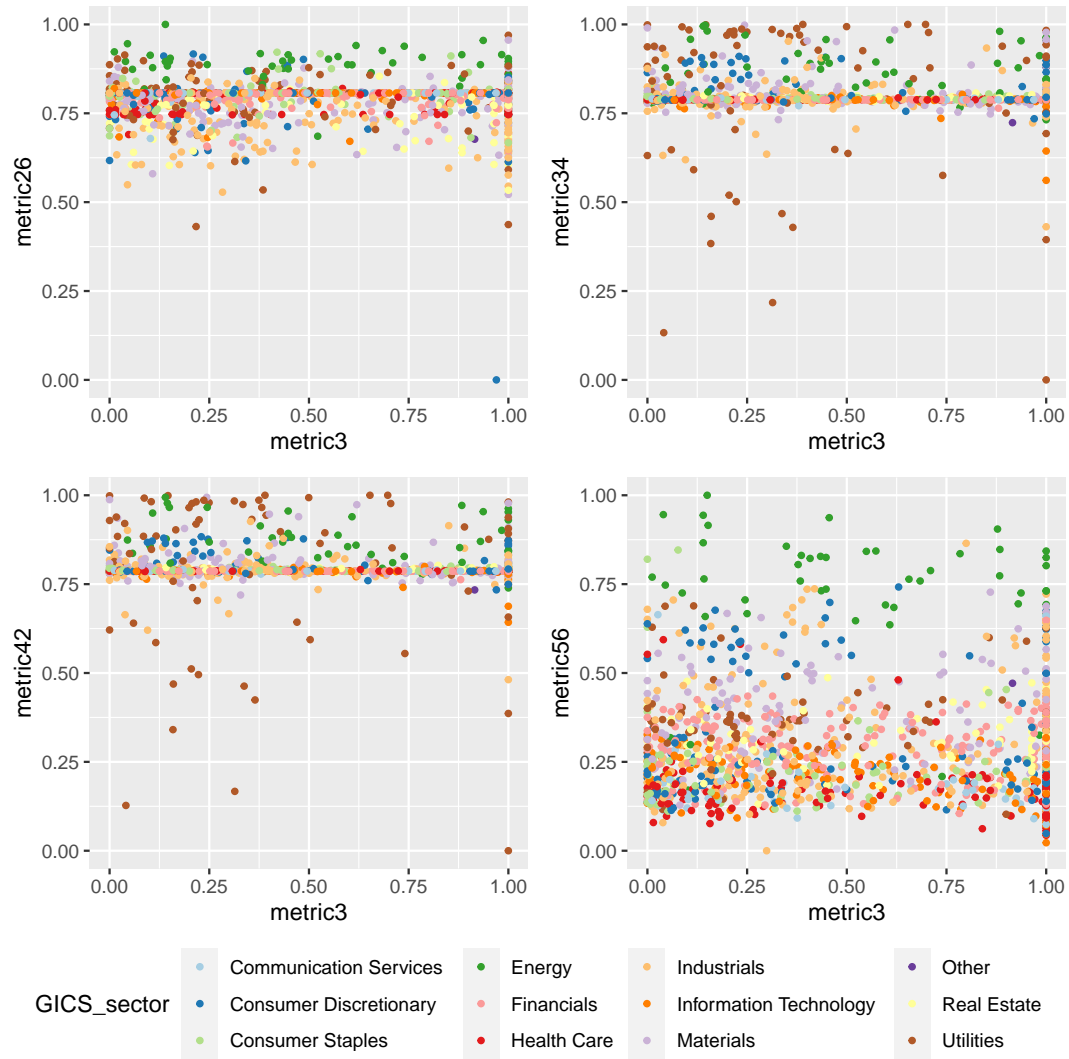 1.00
0.75
0.50
0.25
0.00
metric26
0.00 0.25 0.50 0.75 1.00
metric3
1.00
0.75
0.50
0.25
0.00
metric34
0.00 0.25 0.50 0.75 1.00
metric3
1.00
0.75
0.50
0.25
0.00
metric42
0.00 0.25 0.50 0.75 1.00
metric3
1.00
0.75
0.50
0.25
0.00
metric56
0.00 0.25 0.50 0.75 1.00
metric3
GICS_sector
Communication Services
Consumer Discretionary
Consumer Staples
Energy
Financials
Health Care
Industrials
Information Technology
Materials
Other
Real Estate
Utilities